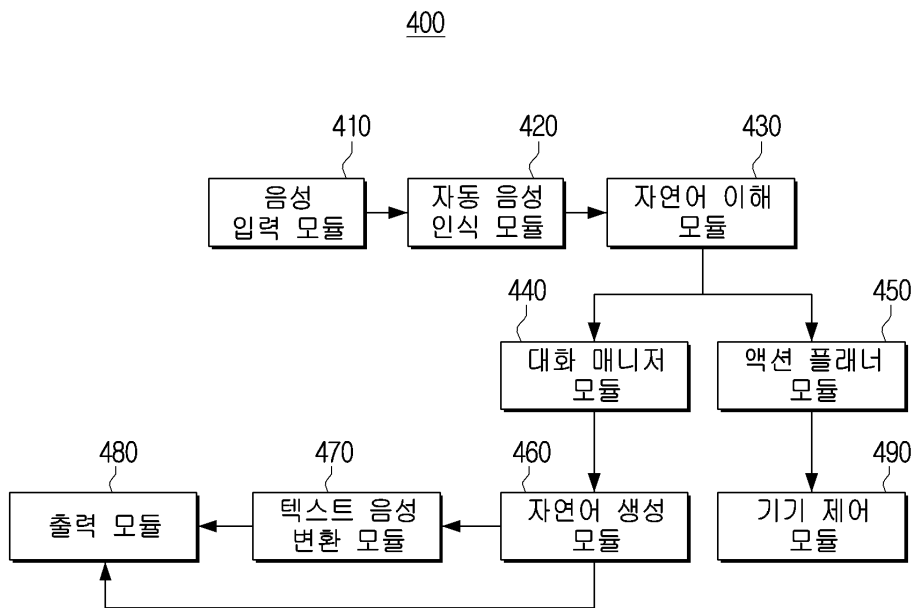 400
410
420
430
음성
입력 모듈
자동 음성
인식 모듈
자연어 이해
모듈
440
450
대화 매니저
모듈
액션 플래너
모듈
480
470
460
490
출력 모듈
텍스트 음성
변환 모듈
자연어 생성
모듈
기기 제어
모듈